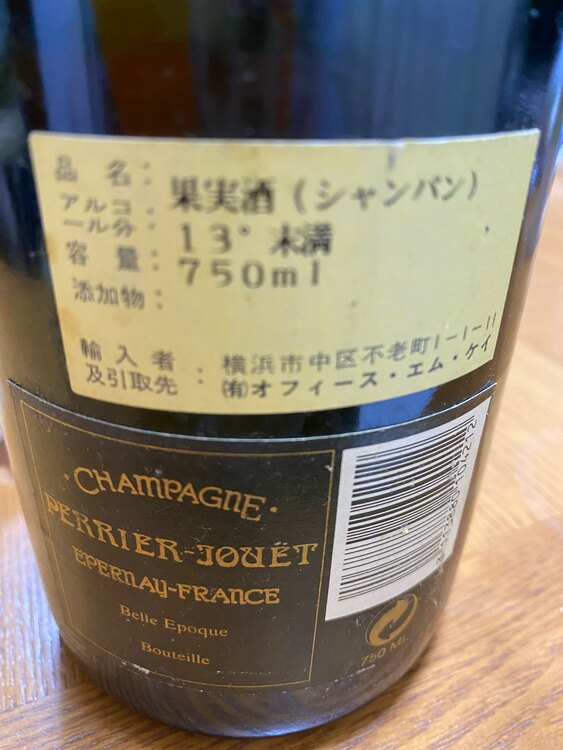 品 名: 果実酒（シャンパン）
アルコール分: 13° 未満
容 量: 750ml
添加物:
輸 入 者 : 横浜市中区不老町1-1-11
及引取先 : ㈲オフィース・エム・ケイ
·CHAMPAGNE·
PERRIER-JOUËT
EPERNAY-FRANCE
Belle Epoque
Bouteille
750 ML